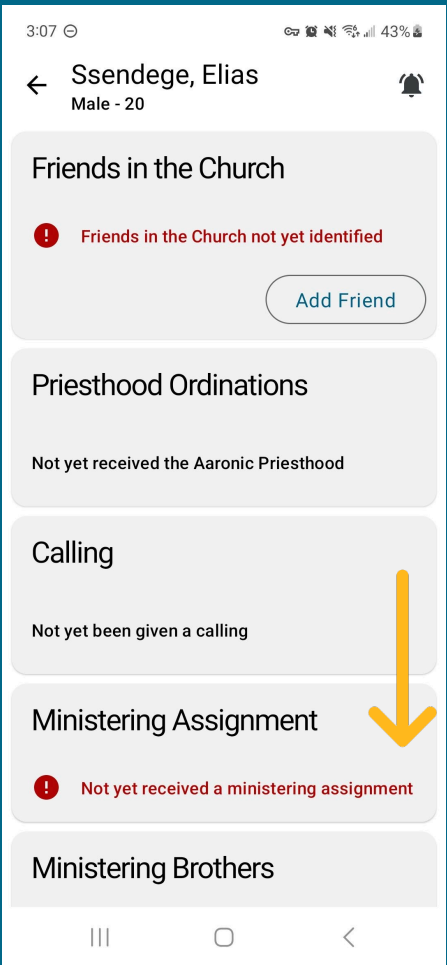 3:07
43%
Ssendege, Elias
Male - 20
Friends in the Church
Friends in the Church not yet identified
Add Friend
Priesthood Ordinations
Not yet received the Aaronic Priesthood
Calling
Not yet been given a calling
Ministering Assignment
Not yet received a ministering assignment
Ministering Brothers